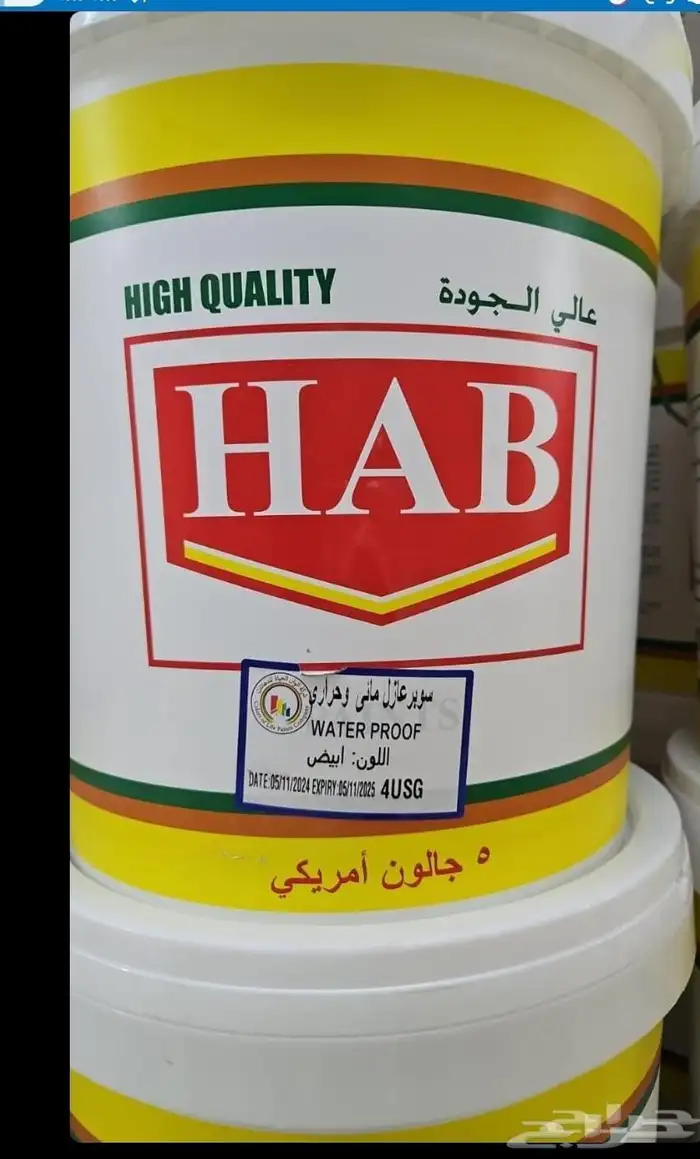 HIGH QUALITY
عالي الجودة
HAB
سوبر عازل مائي وحراري
WATER PROOF
اللون: ابيض
DATE:05/11/2024 EXPIRY:05/11/2025 4USG
٥ جالون أمريكي
حراج